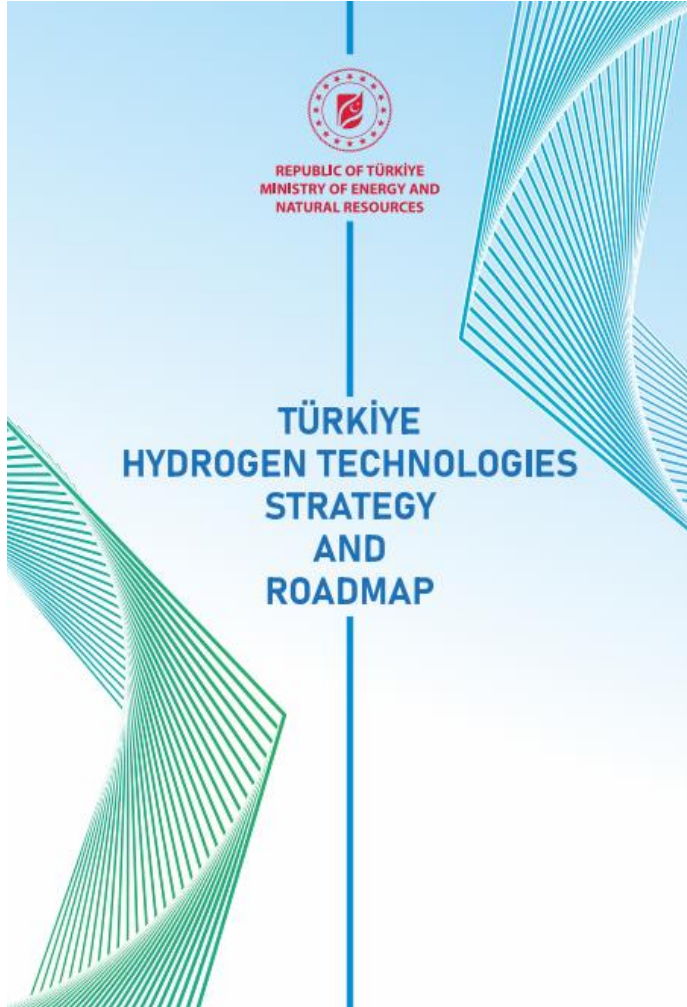 REPUBLIC OF TÜRKİYE
MINISTRY OF ENERGY AND
NATURAL RESOURCES
TÜRKİYE
HYDROGEN TECHNOLOGIES
STRATEGY
AND
ROADMAP